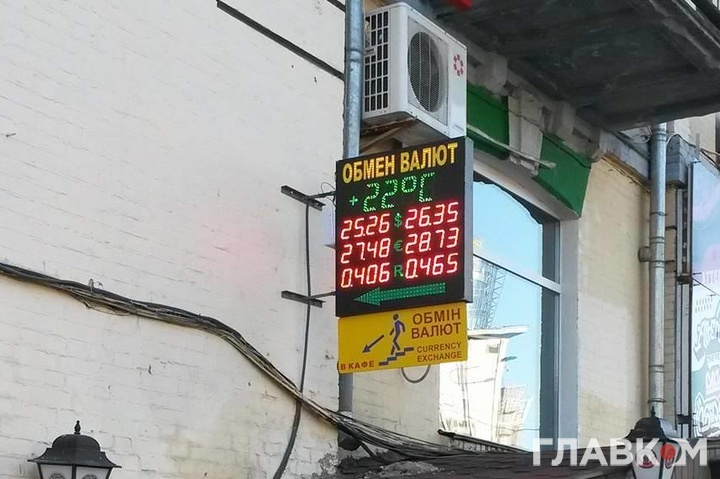 ОБМЕН ВАЛЮТ
+22°C
25.26 $ 26.35
27.48 € 28.73
0.406 R 0.465
ОБМІН
ВАЛЮТ
CURRENCY
EXCHANGE
В КАФЕ
ГЛАВКОМ